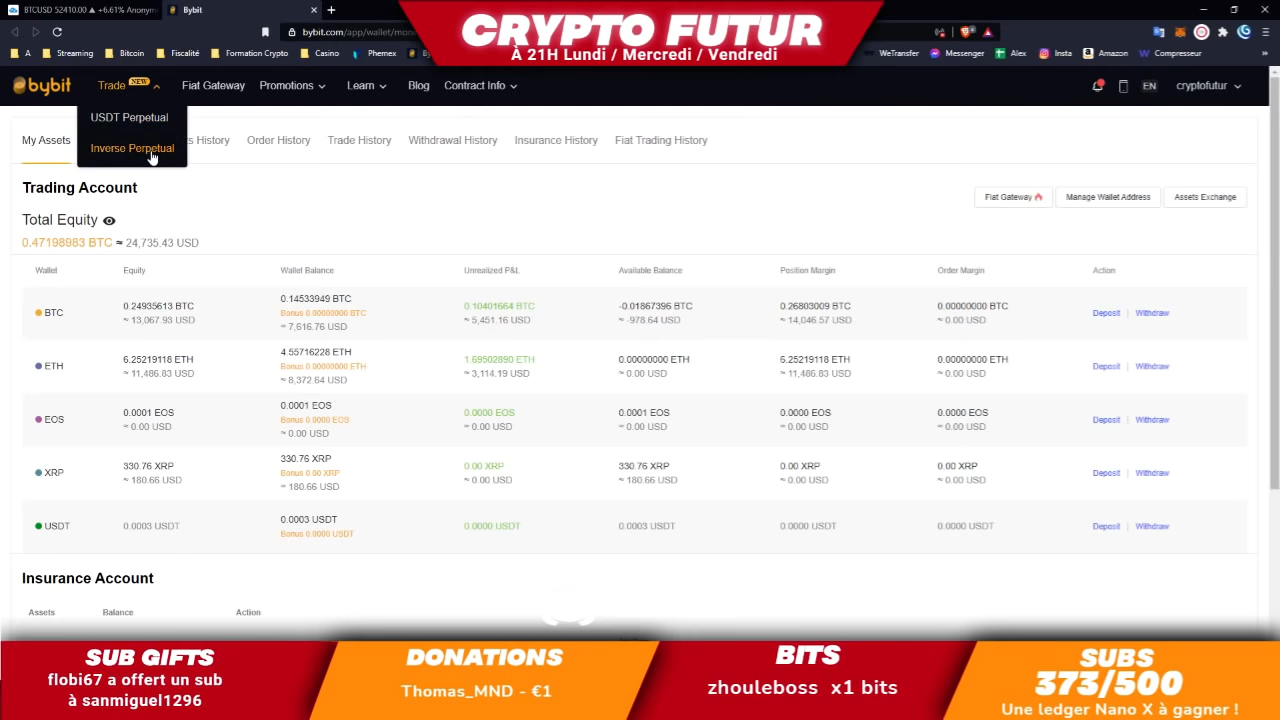 BTCUSD 52410.00 ▲ +6.61% Anonym
Bybit
bybit.com/app/wallet/mone
CRYPTO FUTUR
À 21H Lundi / Mercredi / Vendredi
A
Streaming
Bitcoin
Fiscalité
Formation Crypto
Casino
Phemex
By
WeTransfer
Messenger
Alex
Insta
Amazon
Compresseur
bybit
Trade NEW
Fiat Gateway
Promotions
Learn
Blog
Contract Info
EN
cryptofutur
USDT Perpetual
Inverse Perpetual
My Assets
s History
Order History
Trade History
Withdrawal History
Insurance History
Fiat Trading History
Trading Account
Fiat Gateway
Manage Wallet Address
Assets Exchange
Total Equity
0.47198983 BTC ≈ 24,735.43 USD
Wallet Equity Wallet Balance Unrealized P&L Available Balance Position Margin Order Margin Action
BTC
0.24935613 BTC
≈ 13,067.93 USD
0.14533949 BTC
Bonus 0.00000000 BTC
≈ 7,616.76 USD
0.10401664 BTC
≈ 5,451.16 USD
-0.01867396 BTC
≈ -978.64 USD
0.26803009 BTC
≈ 14,046.57 USD
0.00000000 BTC
≈ 0.00 USD
Deposit | Withdraw
ETH
6.25219118 ETH
≈ 11,486.83 USD
4.55716228 ETH
Bonus 0.00000000 ETH
≈ 8,372.64 USD
1.69502890 ETH
≈ 3,114.19 USD
0.00000000 ETH
≈ 0.00 USD
6.25219118 ETH
≈ 11,486.83 USD
0.00000000 ETH
≈ 0.00 USD
Deposit | Withdraw
EOS
0.0001 EOS
≈ 0.00 USD
0.0001 EOS
Bonus 0.0000 EOS
≈ 0.00 USD
0.0000 EOS
≈ 0.00 USD
0.0001 EOS
≈ 0.00 USD
0.0000 EOS
≈ 0.00 USD
0.0000 EOS
≈ 0.00 USD
Deposit | Withdraw
XRP
330.76 XRP
≈ 180.66 USD
330.76 XRP
Bonus 0.00 XRP
≈ 180.66 USD
0.00 XRP
≈ 0.00 USD
330.76 XRP
≈ 180.66 USD
0.00 XRP
≈ 0.00 USD
0.00 XRP
≈ 0.00 USD
Deposit | Withdraw
USDT
0.0003 USDT
0.0003 USDT
Bonus 0.0000 USDT
0.0000 USDT
0.0003 USDT
0.0000 USDT
0.0000 USDT
Deposit | Withdraw
Insurance Account
Assets Balance Action
SUB GIFTS
flobi67 a offert un sub
à sanmiguel1296
DONATIONS
Thomas_MND - €1
BITS
zhouleboss x1 bits
SUBS
373/500
Une ledger Nano X à gagner !